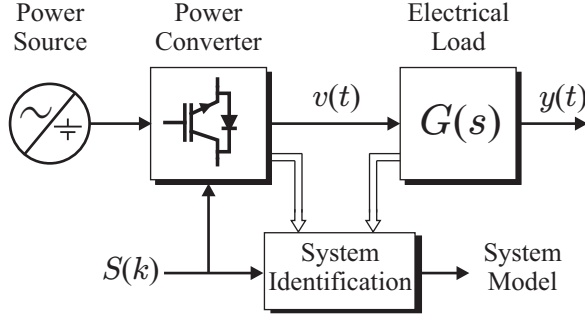 Power
Source
Power
Converter
Electrical
Load
v(t)
G(s)
y(t)
S(k)
System
Identification
System
Model